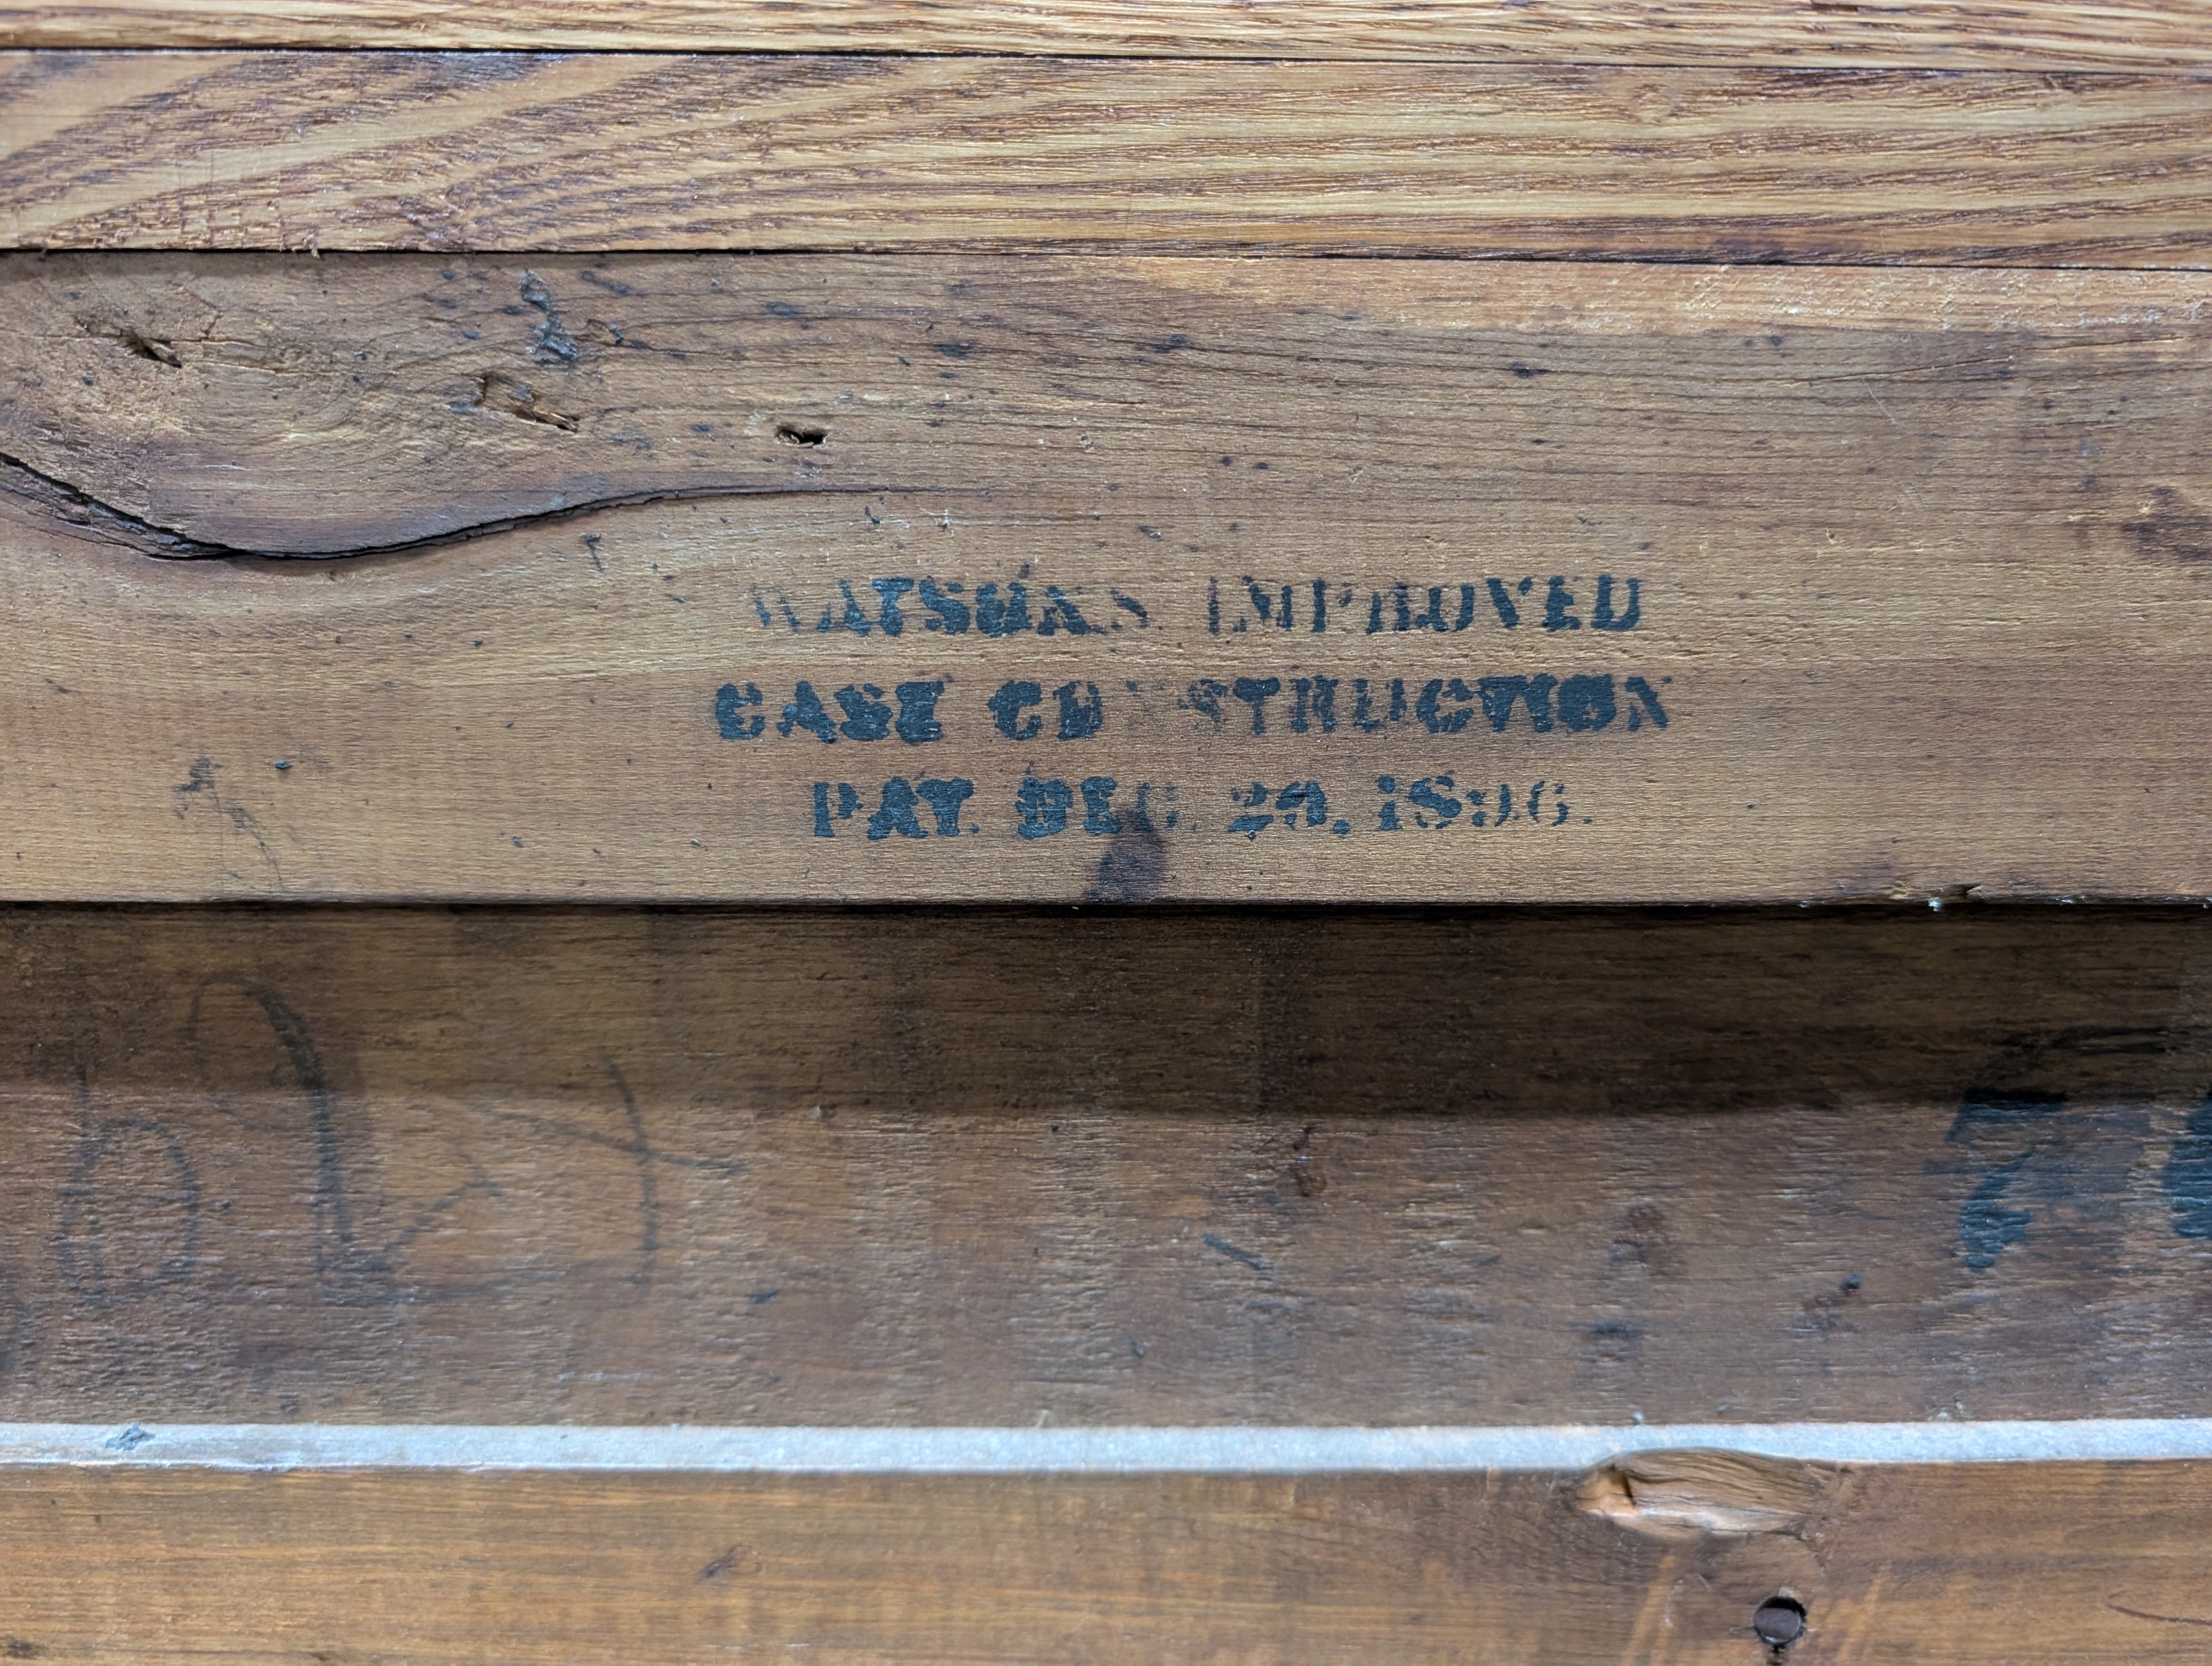 WATSONS IMPROVED
CASE CONSTRUCTION
PAT. DEC. 29, 1896.